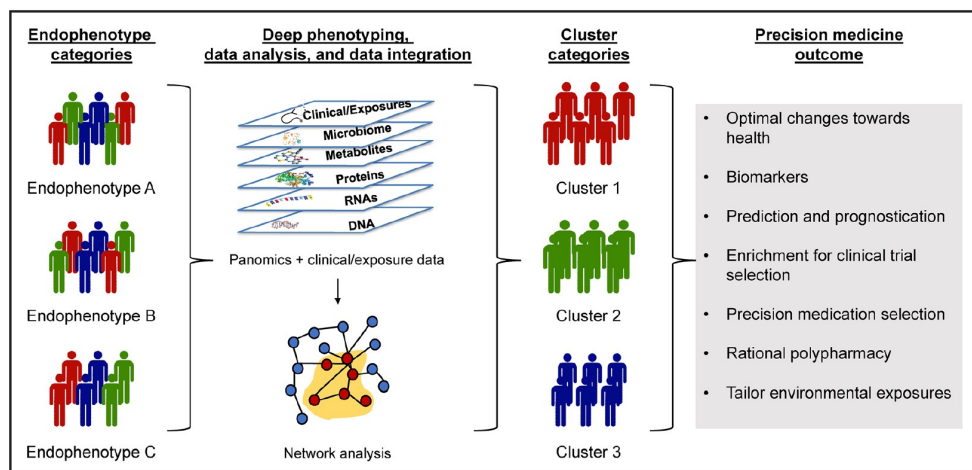 Endophenotype
categories
Endophenotype A
Endophenotype B
Endophenotype C
Deep phenotyping,
data analysis, and data integration
Clinical/Exposures
Microbiome
Metabolites
Proteins
RNAs
DNA
Panomics + clinical/exposure data
Network analysis
Cluster
categories
Cluster 1
Cluster 2
Cluster 3
Precision medicine
outcome
• Optimal changes towards
health
• Biomarkers
• Prediction and prognostication
• Enrichment for clinical trial
selection
• Precision medication selection
• Rational polypharmacy
• Tailor environmental exposures